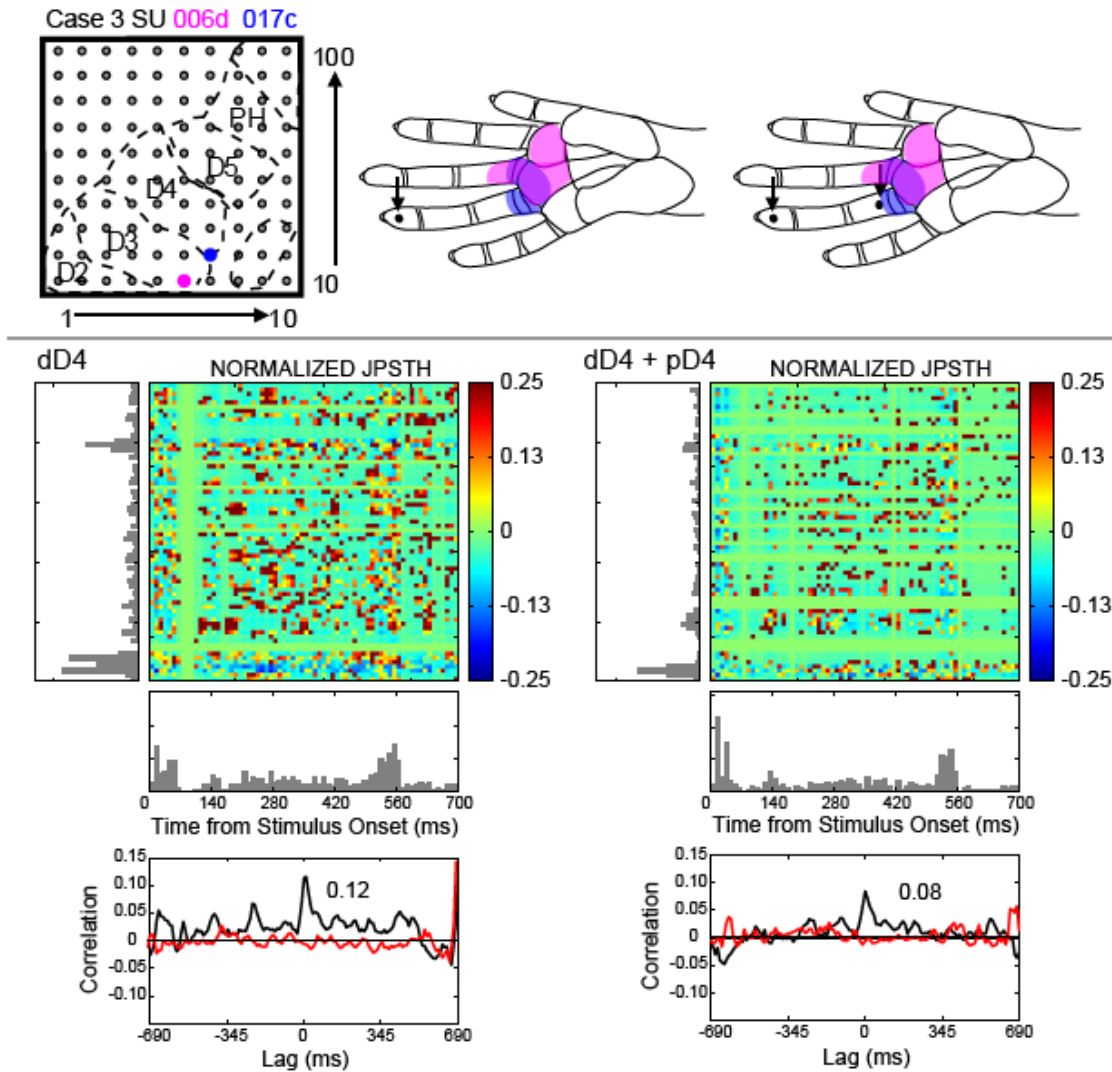 Case 3 SU 006d 017c
100
PH
D5
D4
D3
D2
10
1
10
dD4
NORMALIZED JPSTH
0.25
0.13
0
-0.13
-0.25
0 140 280 420 560 700
Time from Stimulus Onset (ms)
0.15
0.10
0.05
0
-0.05
-0.10
0.12
Correlation
-690 -345 0 345 690
Lag (ms)
dD4 + pD4
NORMALIZED JPSTH
0.25
0.13
0
-0.13
-0.25
0 140 280 420 560 700
Time from Stimulus Onset (ms)
0.15
0.10
0.05
0
-0.05
-0.10
0.08
Correlation
-690 -345 0 345 690
Lag (ms)